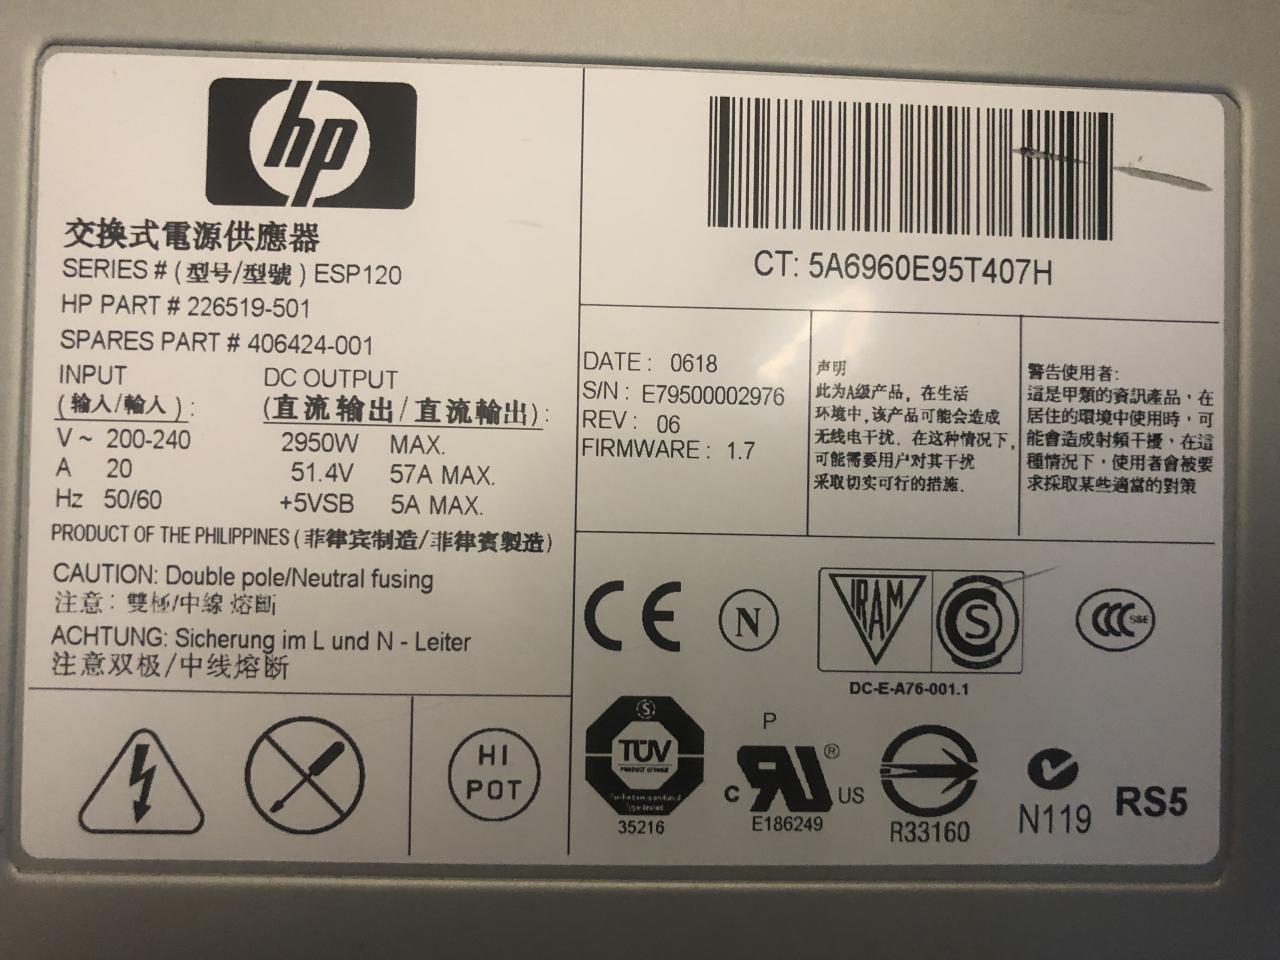 hp
交换式電源供應器
SERIES # (型号/型號) ESP120
HP PART # 226519-501
SPARES PART # 406424-001
INPUT
(输入/輸入):
V ~ 200-240
A 20
Hz 50/60
DC OUTPUT
(直流输出/直流輸出):
2950W MAX.
51.4V 57A MAX.
+5VSB 5A MAX.
PRODUCT OF THE PHILIPPINES (菲律宾制造/菲律賓製造)
CAUTION: Double pole/Neutral fusing
注意：雙極/中線 熔斷
ACHTUNG: Sicherung im L und N - Leiter
注意双极/中线熔断
HI
POT
CT: 5A6960E95T407H
DATE: 0618
S/N: E79500002976
REV: 06
FIRMWARE: 1.7
声明
此为A级产品, 在生活
环境中, 该产品可能会造成
无线电干扰. 在这种情况下,
可能需要用户对其干扰
采取切实可行的措施.
警告使用者:
這是甲類的資訊產品，在
居住的環境中使用時，可
能會造成射頻干擾，在這
種情況下，使用者會被要
求採取某些適當的對策
CE
N
IRAM
S
DC-E-A76-001.1
CCC S&E
S
TÜV
PRODUCT SERVICE
35216
P
C RU ® US
E186249
R33160
N119
RS5